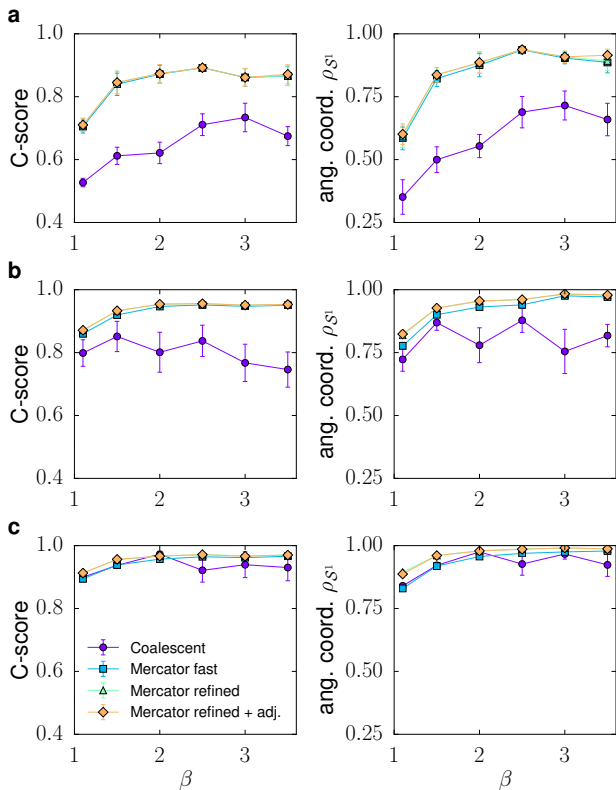 a
C-score
1.0
0.8
0.6
0.4
1
2
3
ang. coord. ρ_S¹
1.00
0.75
0.50
0.25
1
2
3
b
C-score
1.0
0.8
0.6
0.4
1
2
3
ang. coord. ρ_S¹
1.00
0.75
0.50
0.25
1
2
3
c
C-score
1.0
0.8
0.6
0.4
Coalescent
Mercator fast
Mercator refined
Mercator refined + adj.
1
2
3
β
ang. coord. ρ_S¹
1.00
0.75
0.50
0.25
1
2
3
β